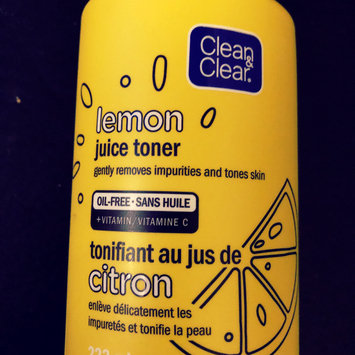 Clean &
Clear®
lemon
juice toner
gently removes impurities and tones skin
OIL-FREE • SANS HUILE
+VITAMIN/VITAMINE C
tonifiant au jus de
citron
enlève délicatement les
impuretés et tonifie la peau